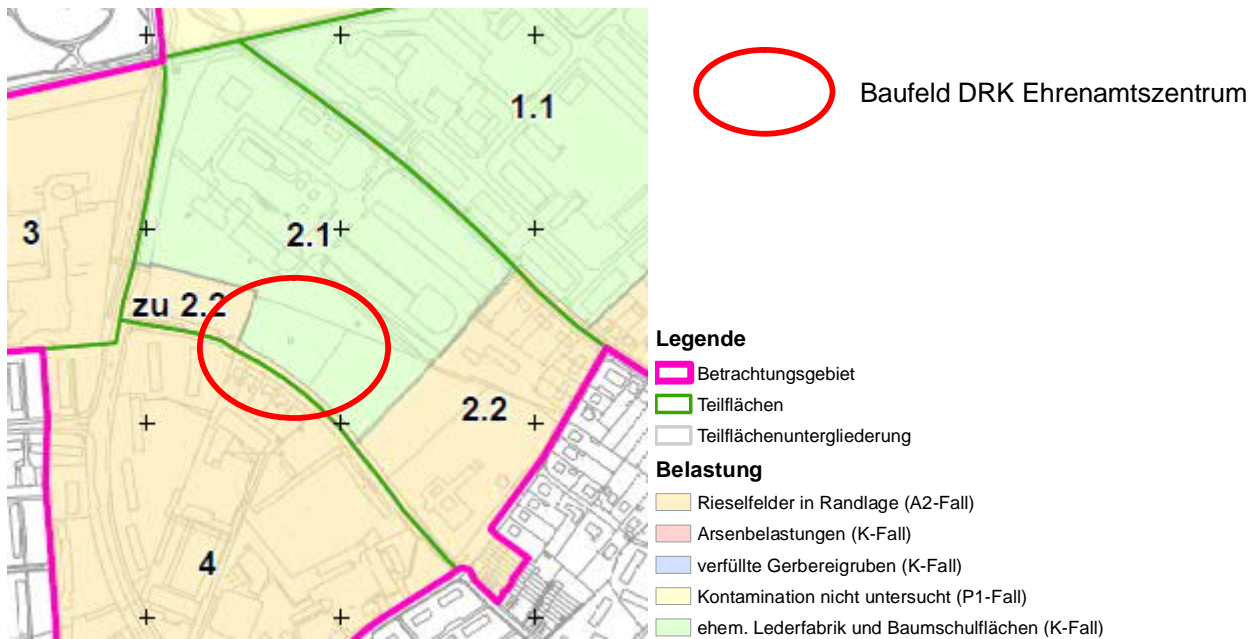 1.1
3
2.1
zu 2.2
2.2
4
Baufeld DRK Ehrenamtszentrum
Legende
Betrachtungsgebiet
Teilflächen
Teilflächenuntergliederung
Belastung
Rieselfelder in Randlage (A2-Fall)
Arsenbelastungen (K-Fall)
verfüllte Gerbereigruben (K-Fall)
Kontamination nicht untersucht (P1-Fall)
ehem. Lederfabrik und Baumschulflächen (K-Fall)